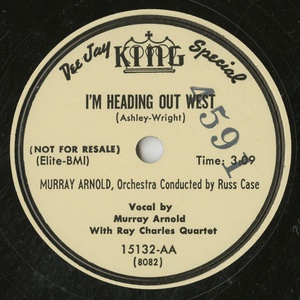 Dee Jay KING Special
I'M HEADING OUT WEST
(Ashley-Wright)
4591
(NOT FOR RESALE)
(Elite-BMI) Time: 3:09
MURRAY ARNOLD, Orchestra Conducted by Russ Case
Vocal by
Murray Arnold
With Ray Charles Quartet
15132-AA
(8082)